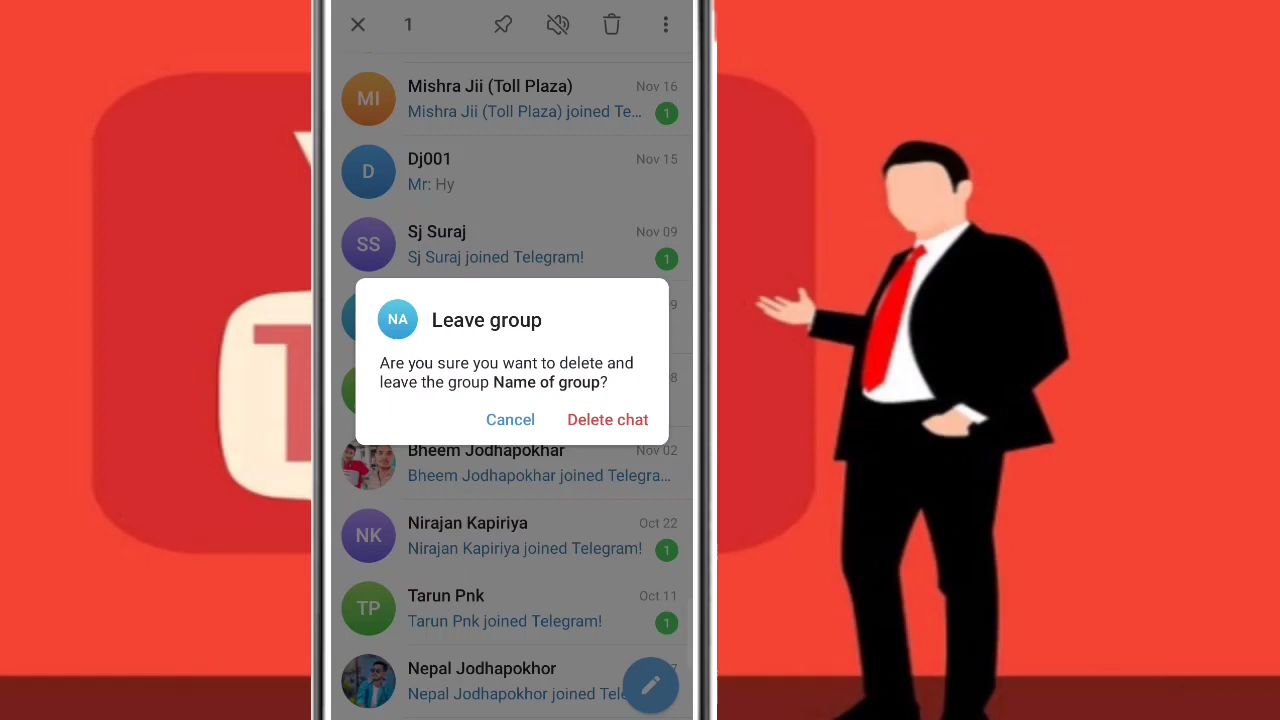 1
MI
Mishra Jii (Toll Plaza)
Nov 16
Mishra Jii (Toll Plaza) joined Te...
1
D
Dj001
Nov 15
Mr: Hy
SS
Sj Suraj
Nov 09
Sj Suraj joined Telegram!
1
9
NA
Leave group
Are you sure you want to delete and
leave the group Name of group?
8
Cancel
Delete chat
Bheem Jodhapokhar
Nov 02
Bheem Jodhapokhar joined Telegra...
NK
Nirajan Kapiriya
Oct 22
Nirajan Kapiriya joined Telegram!
1
TP
Tarun Pnk
Oct 11
Tarun Pnk joined Telegram!
1
Nepal Jodhapokhor
7
Nepal Jodhapokhor joined Tele